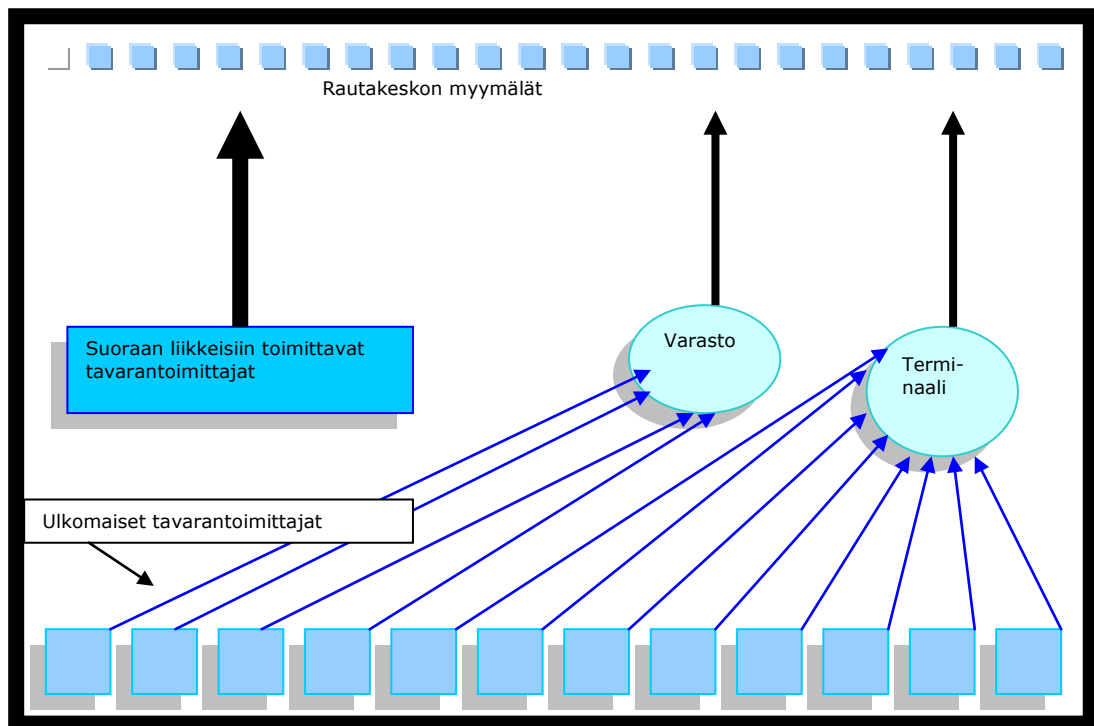 Rautakeskon myymälät
Suoraan liikkeisiin toimittavat
tavarantoimittajat
Varasto
Termi-
naali
Ulkomaiset tavarantoimittajat